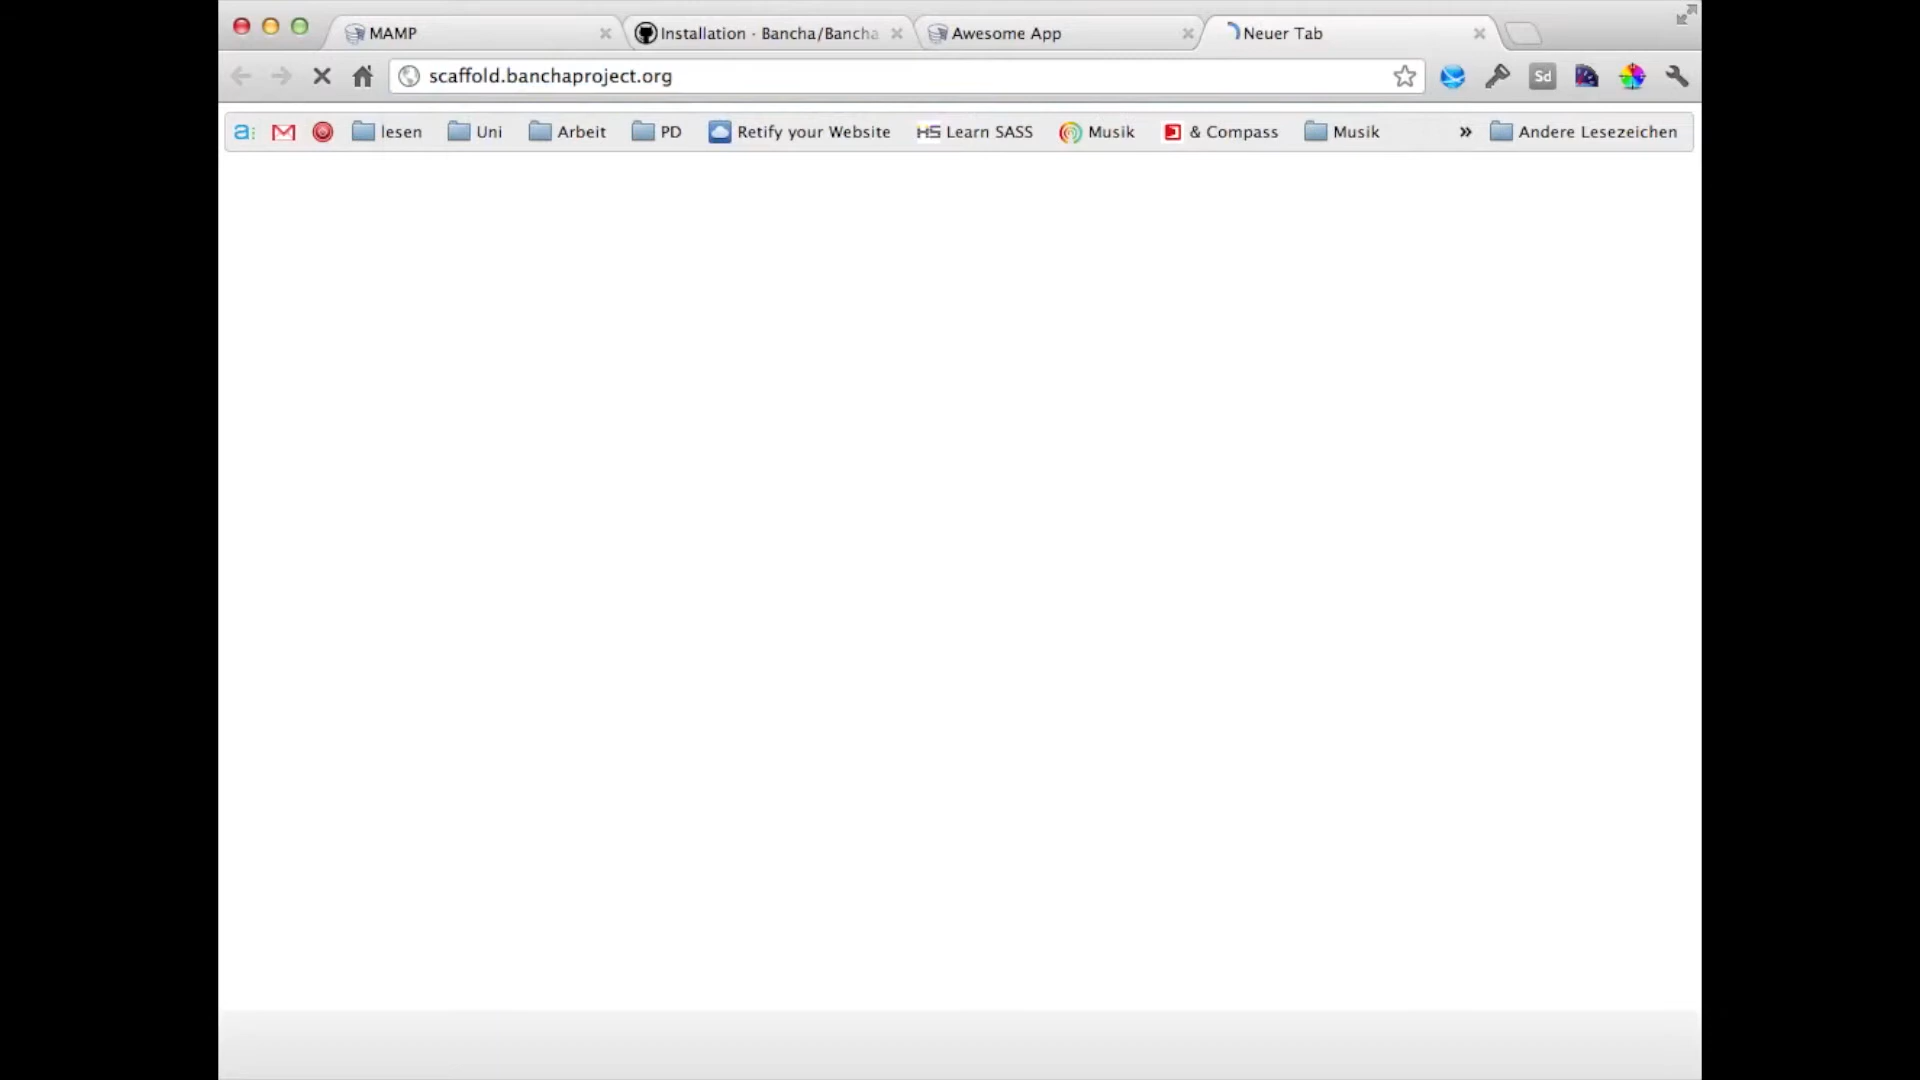 MAMP
Installation · Bancha/Bancha
Awesome App
Neuer Tab
scaffold.banchaproject.org
Sd
a:
lesen
Uni
Arbeit
PD
Retify your Website
HS Learn SASS
Musik
& Compass
Musik
»
Andere Lesezeichen